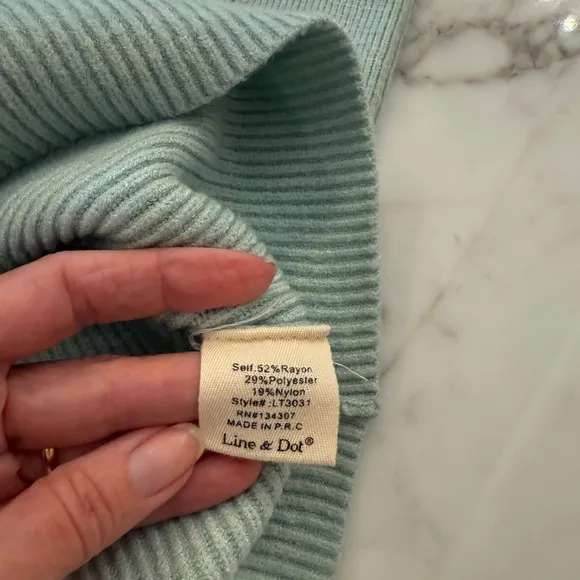 Self.52%Rayon
29%Polyester
19%Nylon
Style#:LT3031
RN#134307
MADE IN P.R.C
Line & Dot®